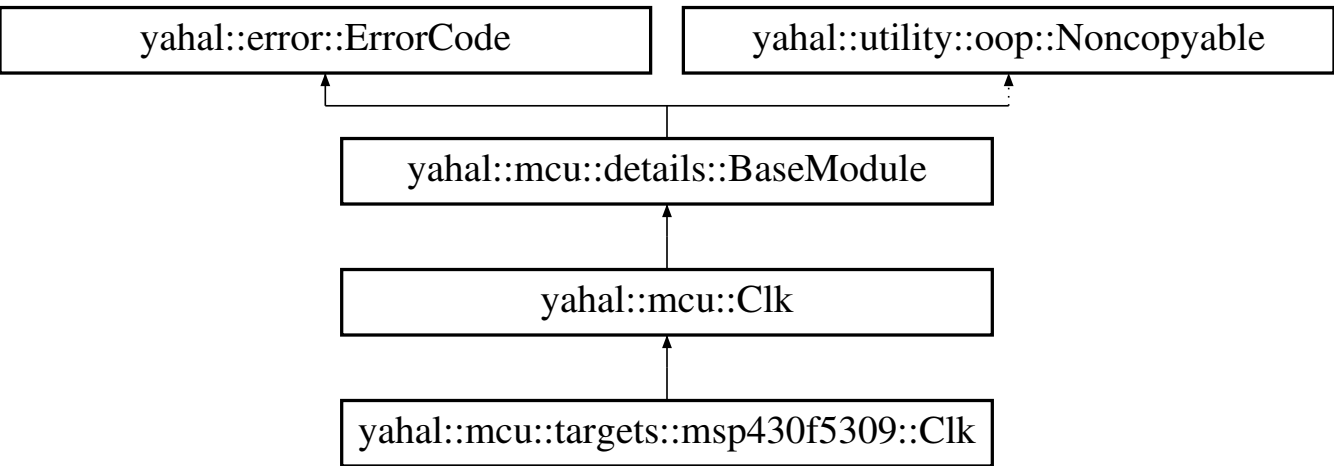 yahal::error::ErrorCode
yahal::utility::oop::Noncopyable
yahal::mcu::details::BaseModule
yahal::mcu::Clk
yahal::mcu::targets::msp430f5309::Clk